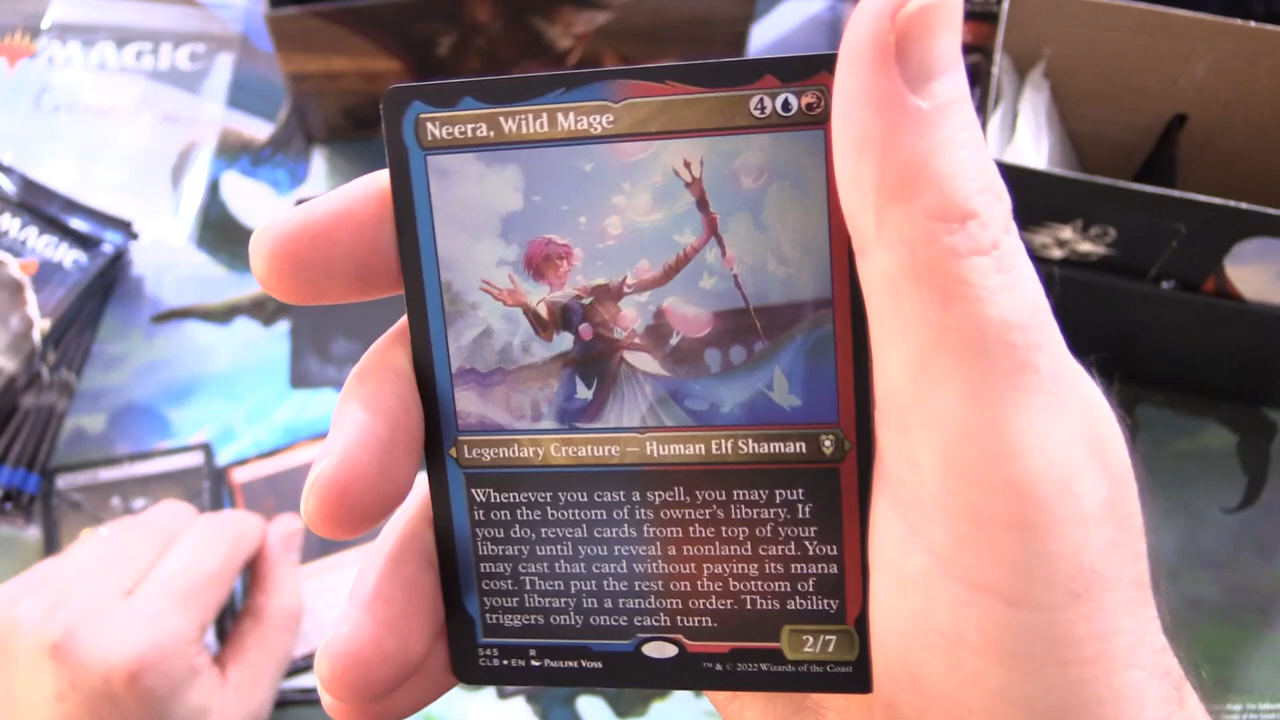 MAGIC
MAGIC
Neera, Wild Mage
4
Legendary Creature — Human Elf Shaman
Whenever you cast a spell, you may put
it on the bottom of its owner's library. If
you do, reveal cards from the top of your
library until you reveal a nonland card. You
may cast that card without paying its mana
cost. Then put the rest on the bottom of
your library in a random order. This ability
triggers only once each turn.
2/7
545 R
CLB ★ EN Pauline Voss
™ & © 2022 Wizards of the Coast